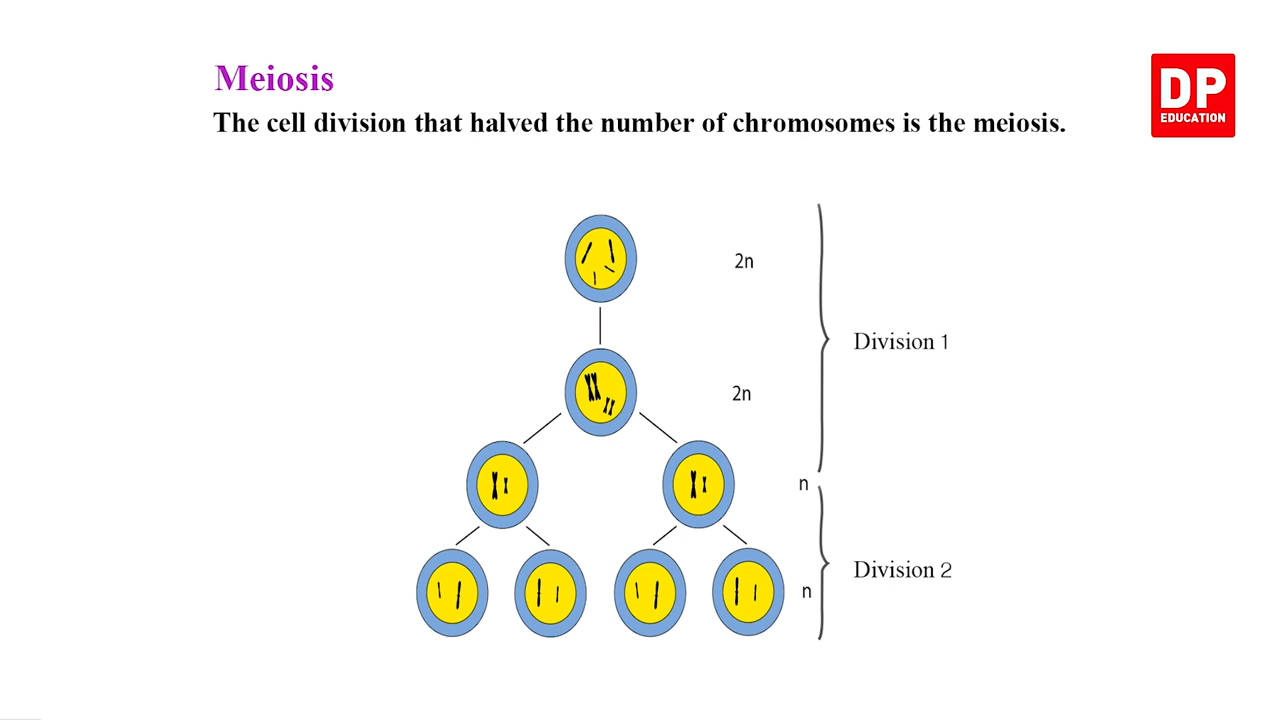 Meiosis
DP
EDUCATION
The cell division that halved the number of chromosomes is the meiosis.
2n
Division 1
2n
n
Division 2
n